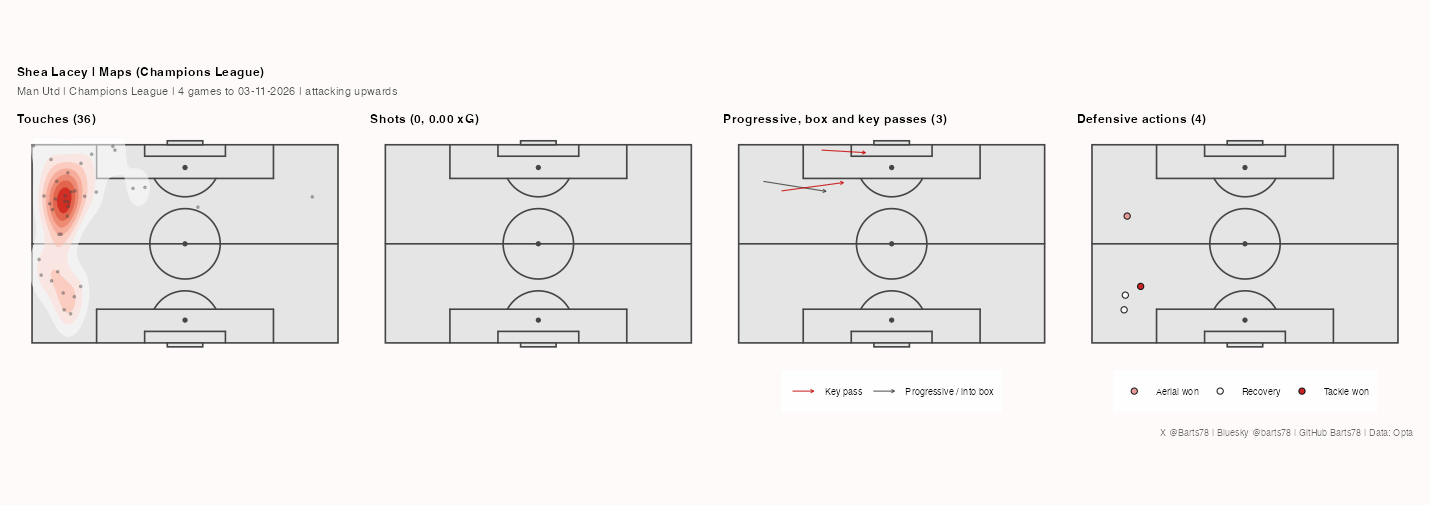 Shea Lacey | Maps (Champions League)
Man Utd | Champions League | 4 games to 03-11-2026 | attacking upwards
Touches (36)
Shots (0, 0.00 xG)
Progressive, box and key passes (3)
Defensive actions (4)
Key pass
Progressive / into box
Aerial won
Recovery
Tackle won
X @Barts78 | Bluesky @barts78 | GitHub Barts78 | Data: Opta